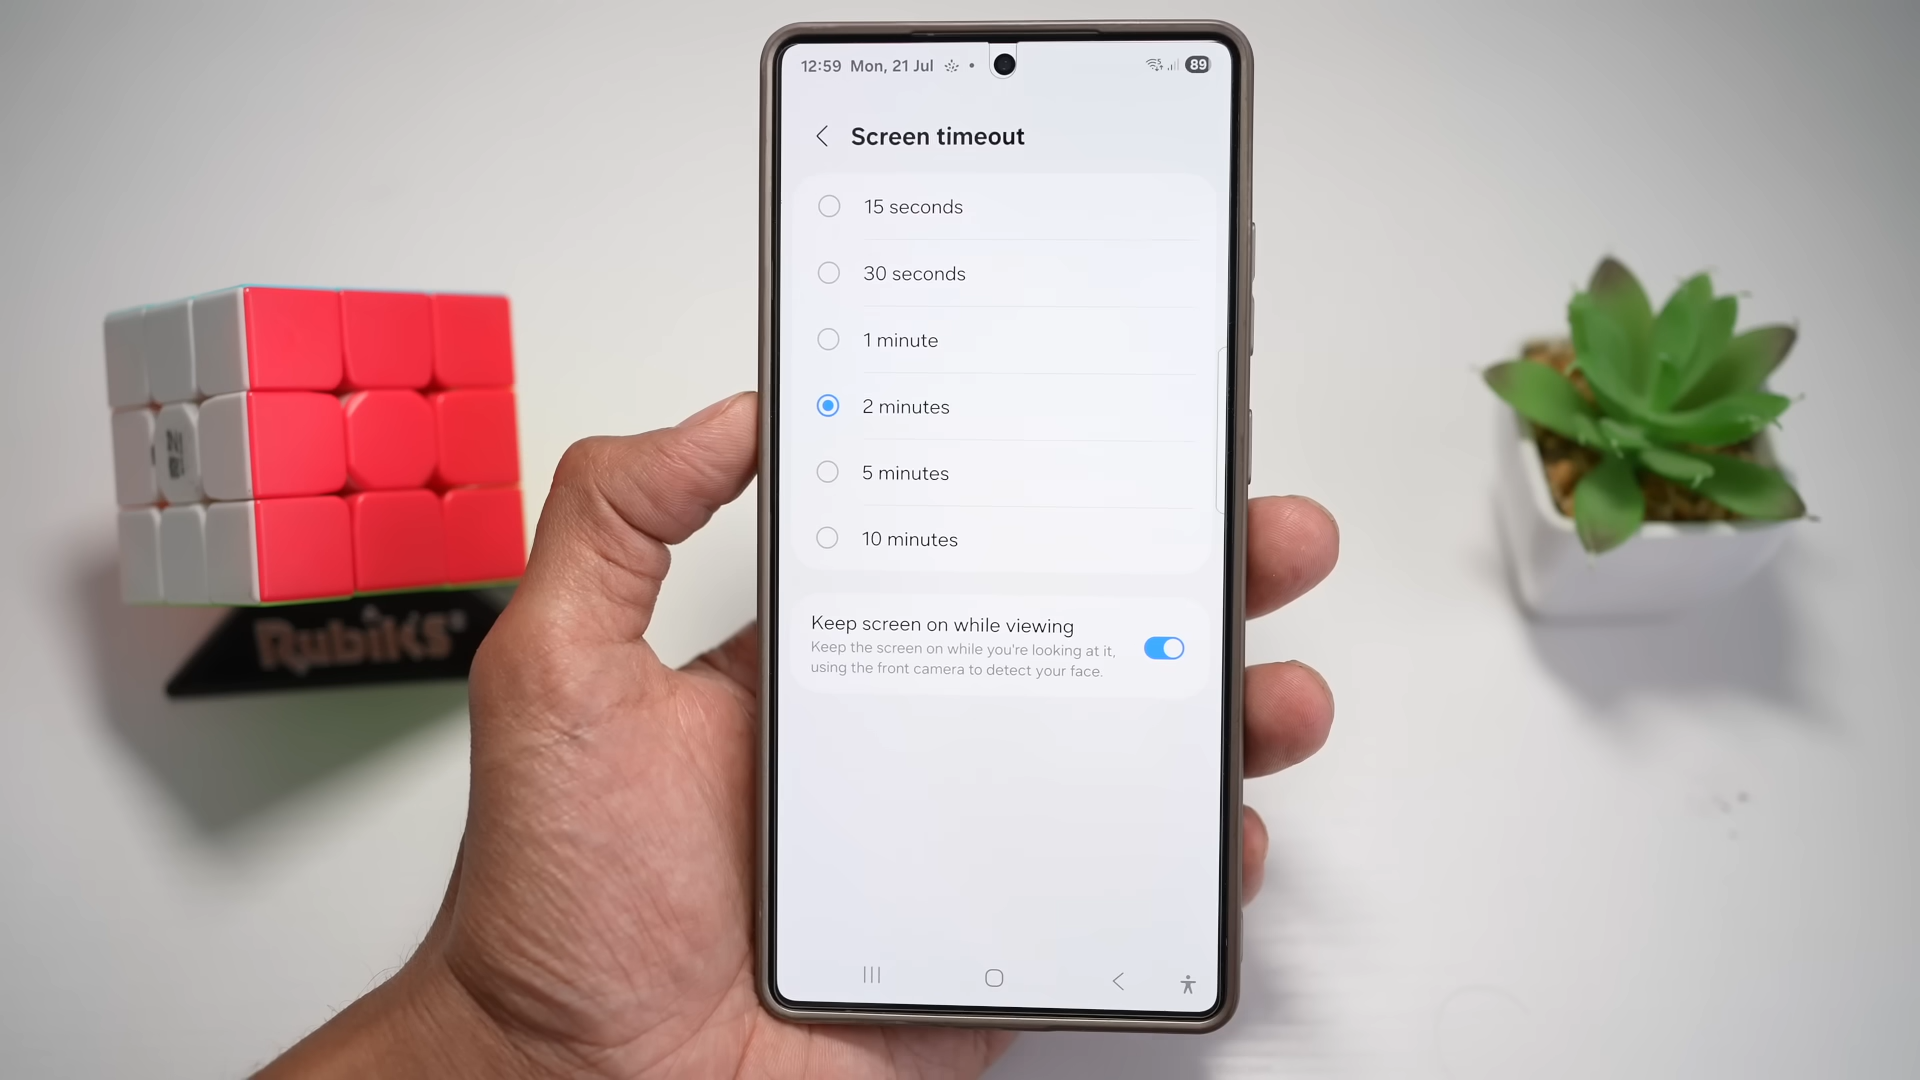 12:59 Mon, 21 Jul
89
Screen timeout
15 seconds
30 seconds
1 minute
2 minutes
5 minutes
10 minutes
Keep screen on while viewing
Keep the screen on while you're looking at it,
using the front camera to detect your face.
Rubiks